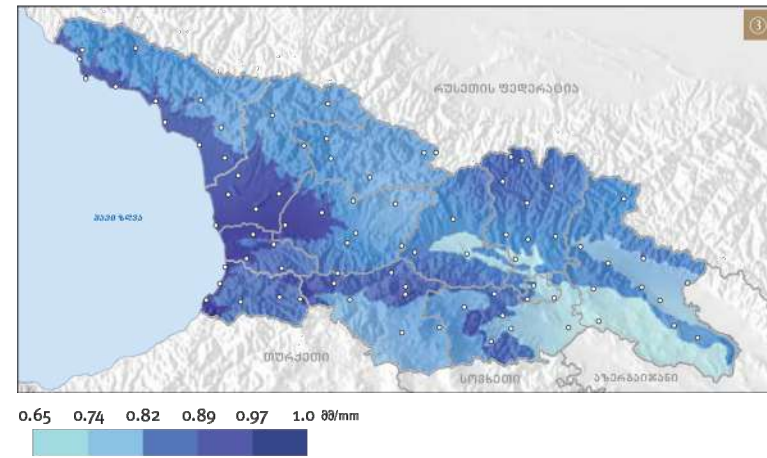 3
რუსეთის ფედერაცია
შავი ზღვა
თურქეთი
სომხეთი
აზერბაიჯანი
0.65 0.74 0.82 0.89 0.97 1.0 მმ/mm